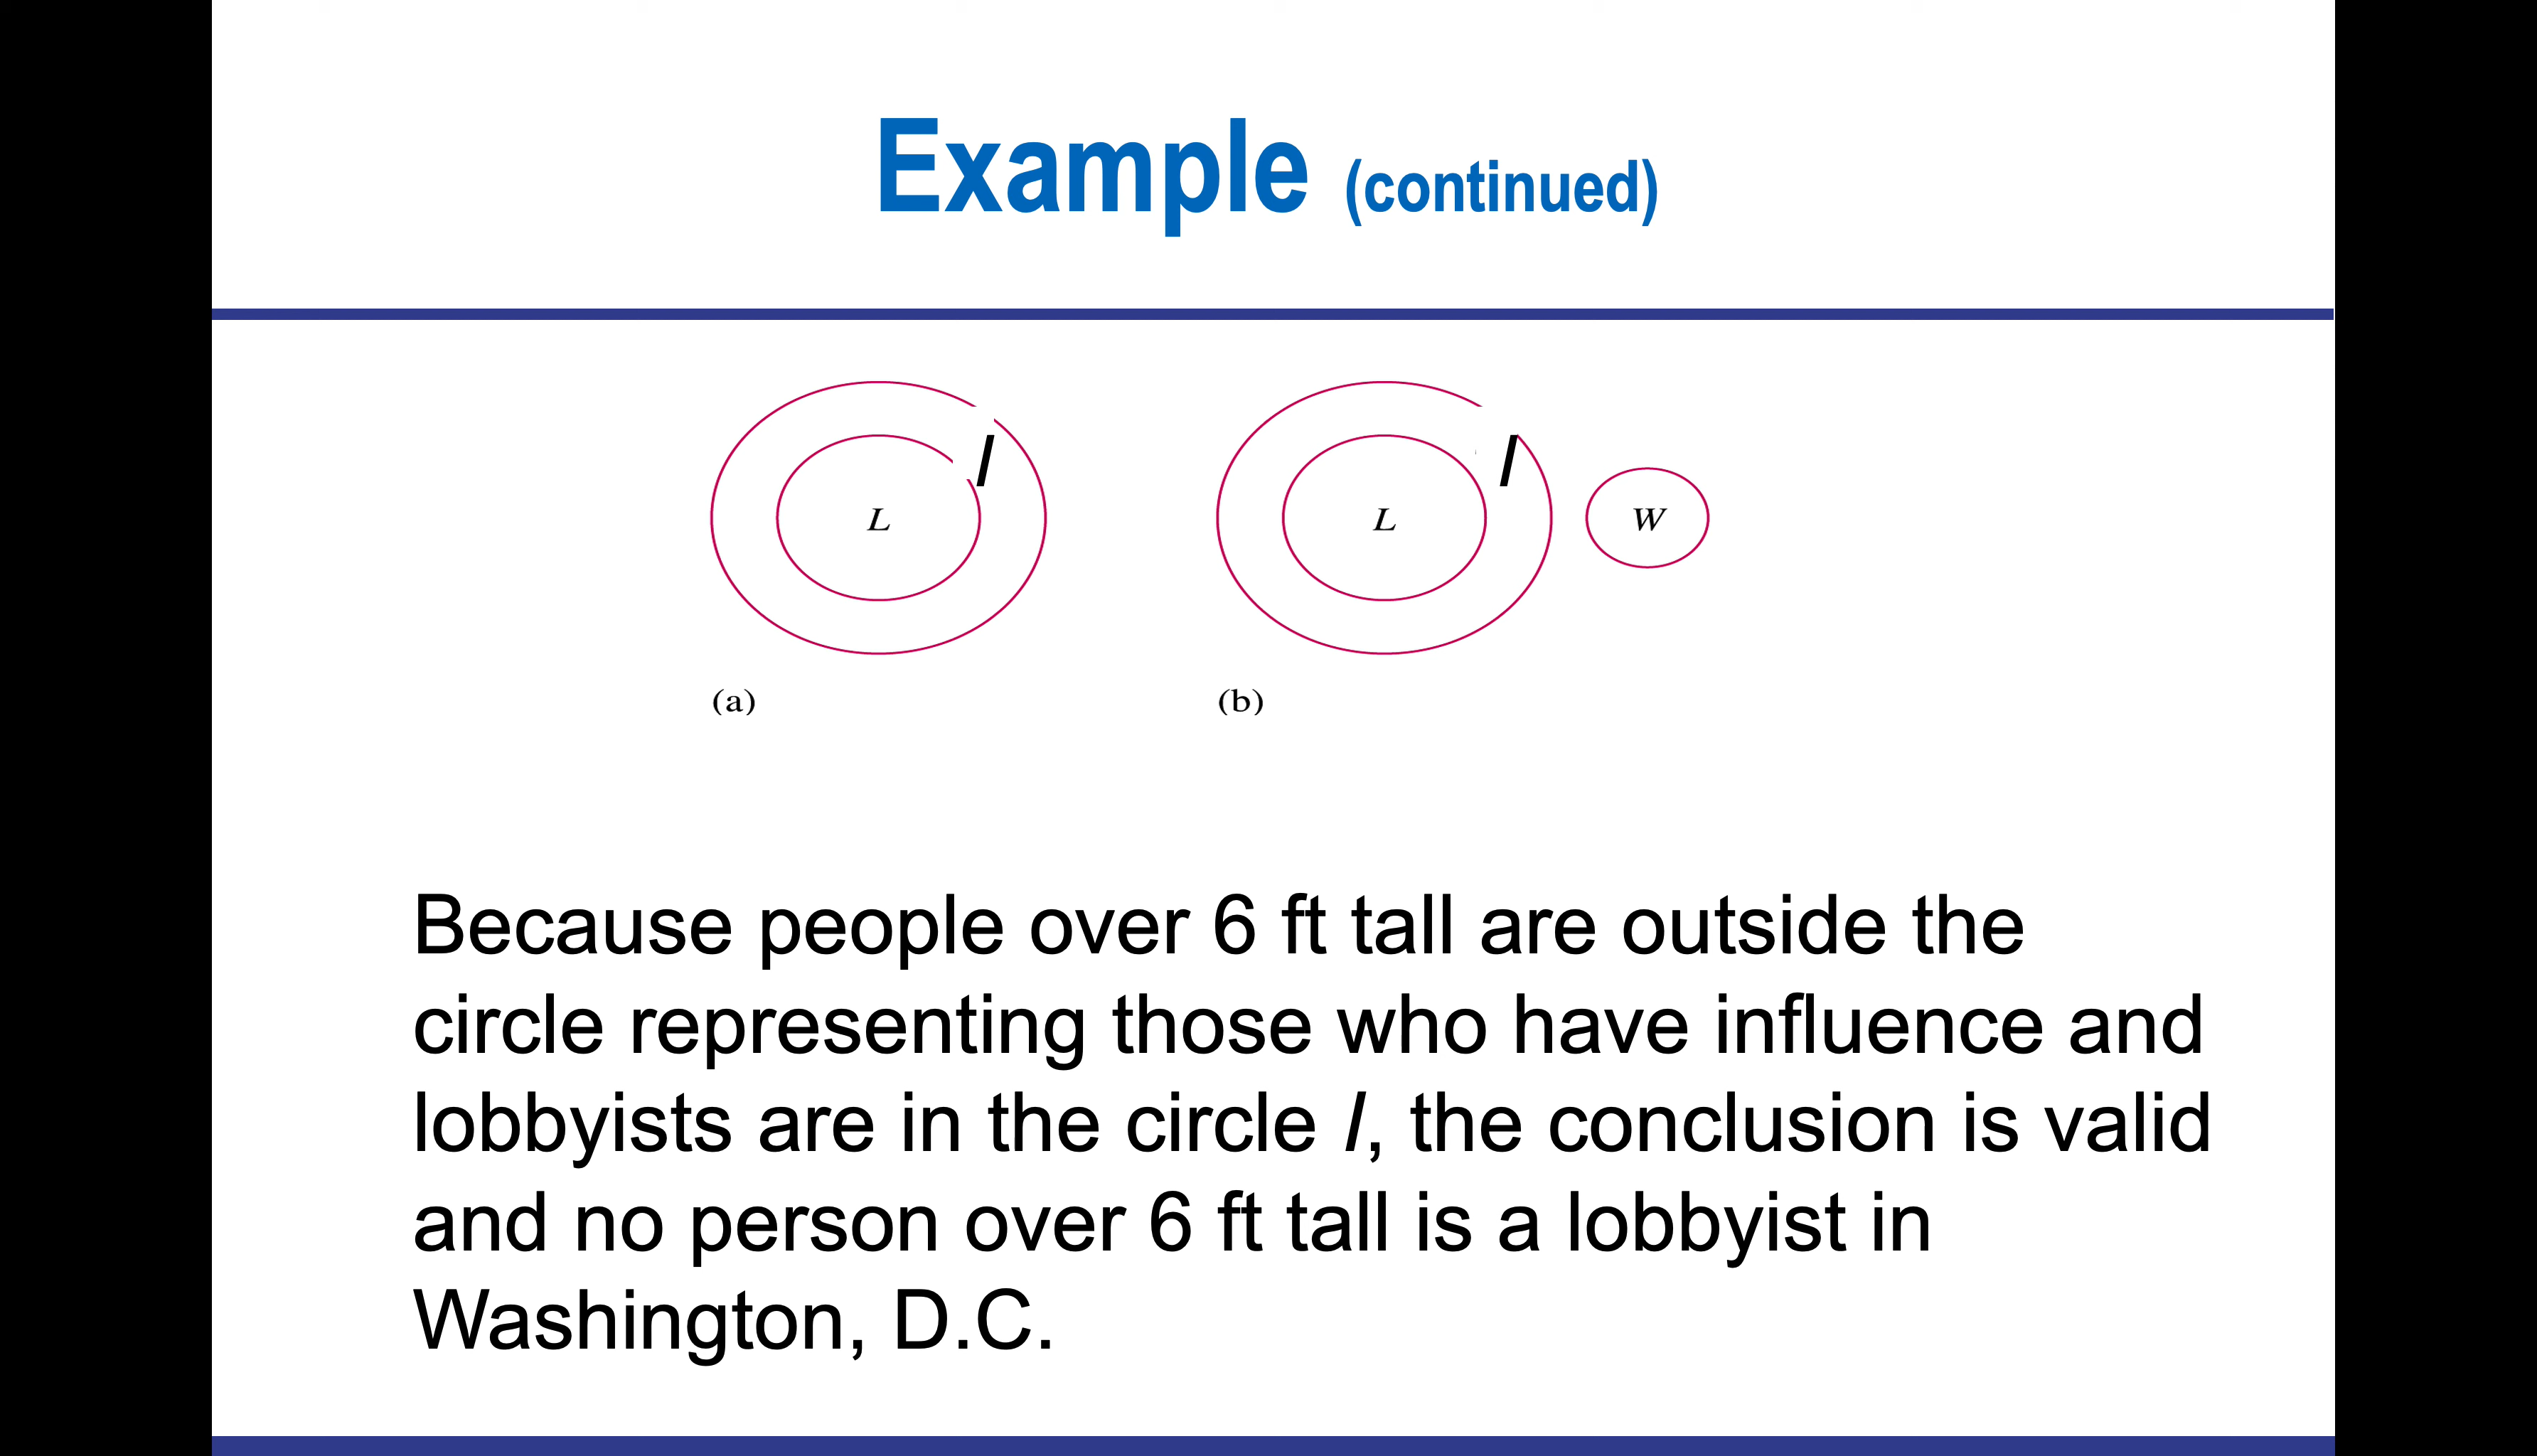 Example (continued)
I
I
L
L
W
(a)
(b)
Because people over 6 ft tall are outside the
circle representing those who have influence and
lobbyists are in the circle I, the conclusion is valid
and no person over 6 ft tall is a lobbyist in
Washington, D.C.